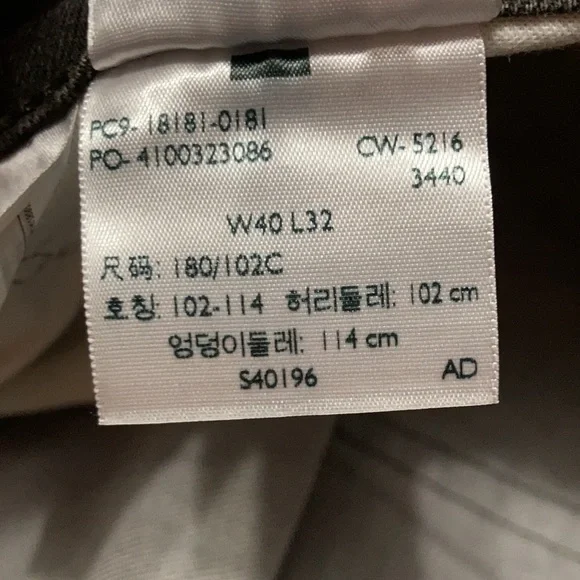 PC9-18181-0181
PO-4100323086 CW-5216
3440
W40 L32
尺码: 180/102C
호칭: 102-114 허리둘레: 102 cm
엉덩이둘레: 114 cm
S40196 AD